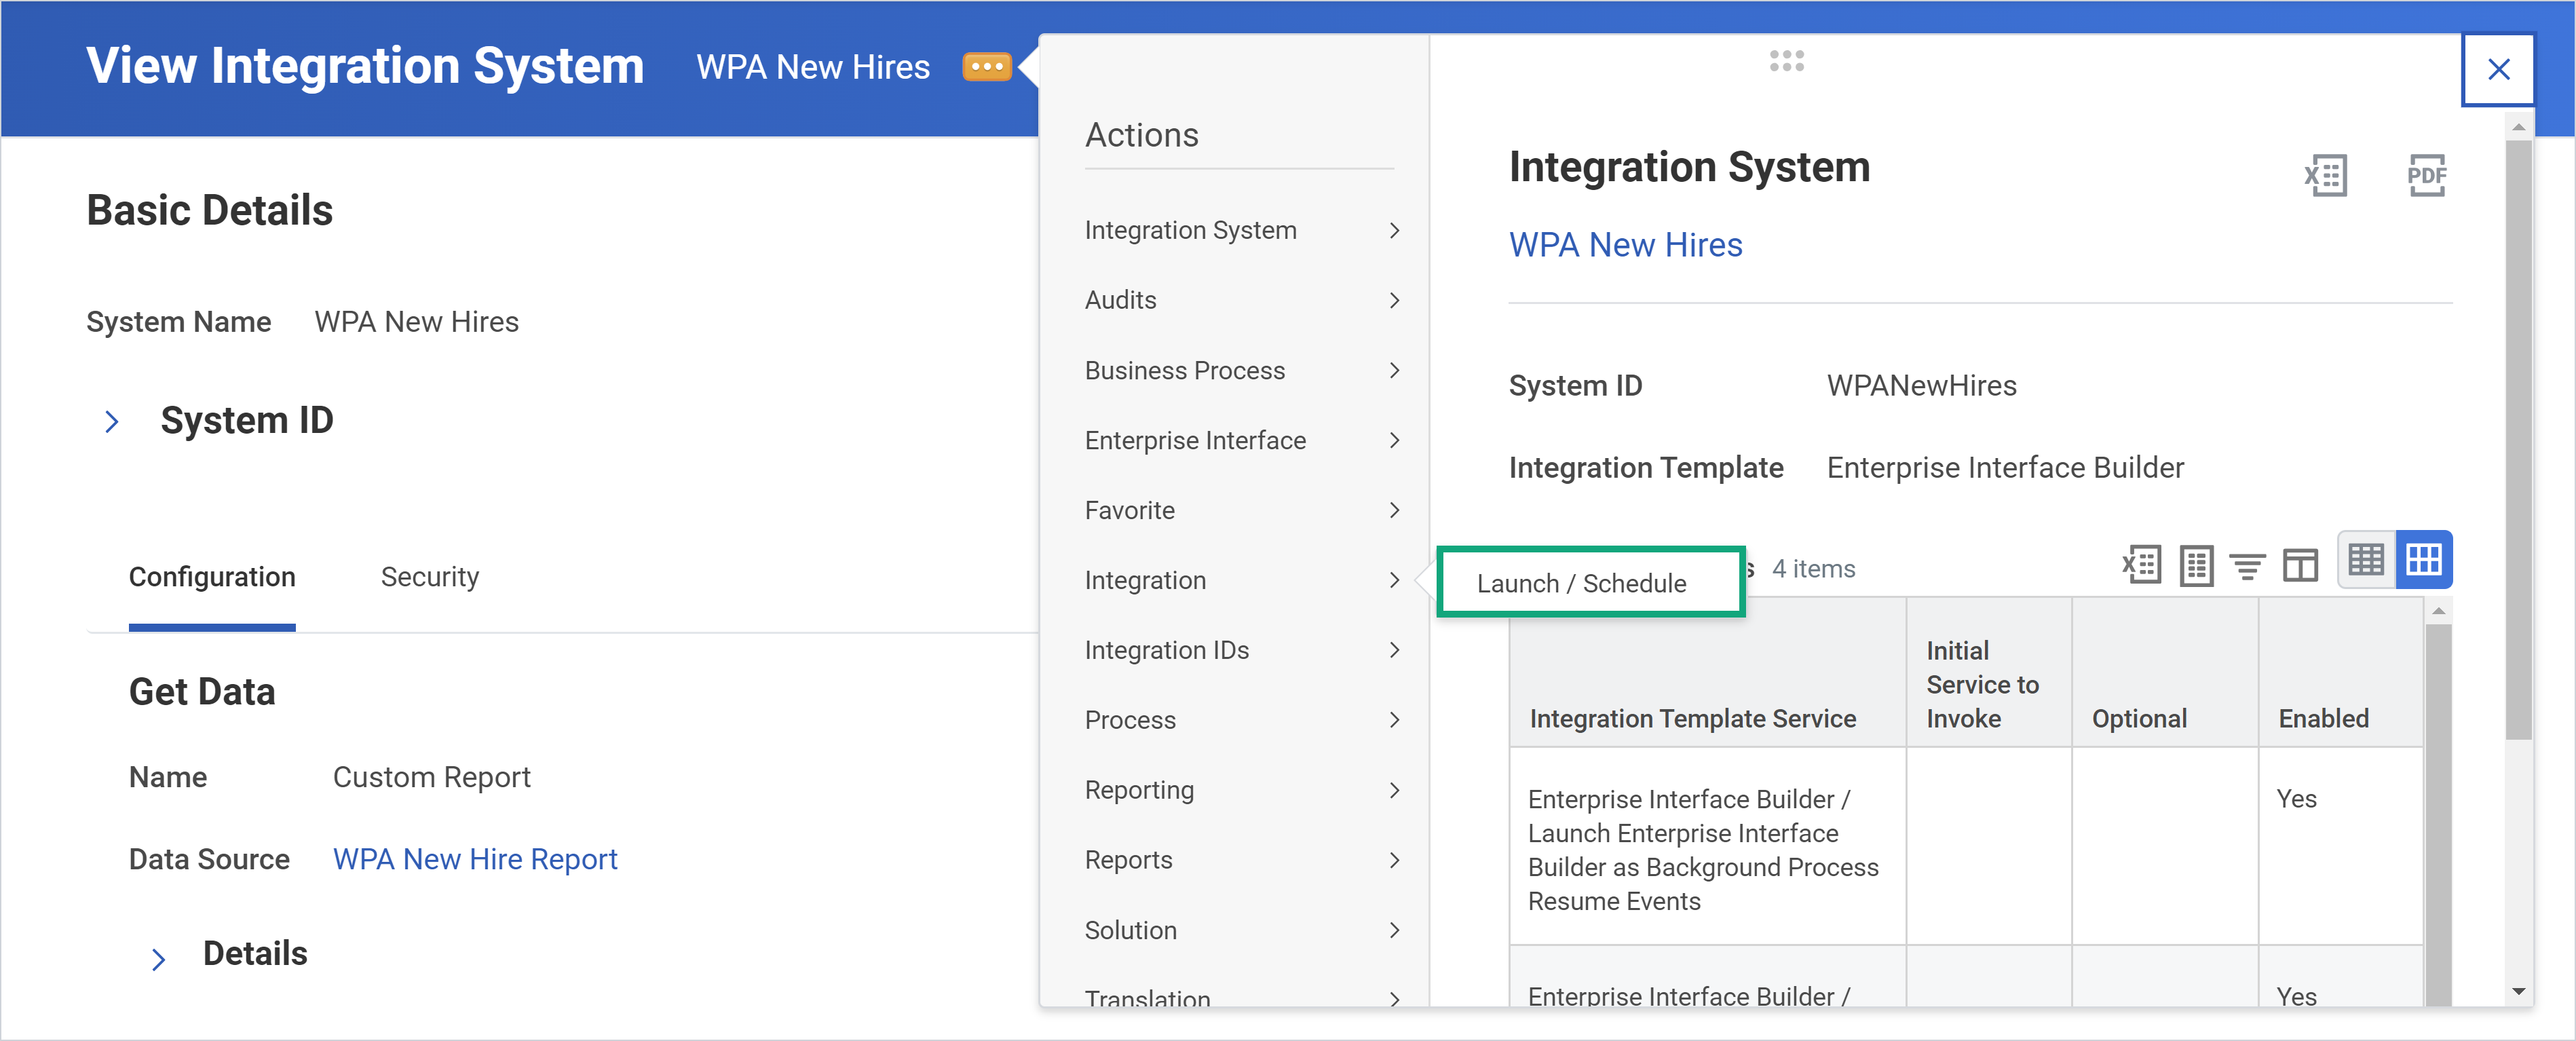 View Integration System WPA New Hires
Basic Details
System Name WPA New Hires
System ID
Configuration Security
Get Data
Name Custom Report
Data Source WPA New Hire Report
Details
Actions
Integration System
Audits
Business Process
Enterprise Interface
Favorite
Integration
Integration IDs
Process
Reporting
Reports
Solution
Translation
Launch / Schedule
Integration System
X PDF
WPA New Hires
System ID WPANewHires
Integration Template Enterprise Interface Builder
s 4 items
X
Integration Template Service
Initial
Service to
Invoke
Optional
Enabled
Enterprise Interface Builder /
Launch Enterprise Interface
Builder as Background Process
Resume Events
Yes
Enterprise Interface Builder /
Yes